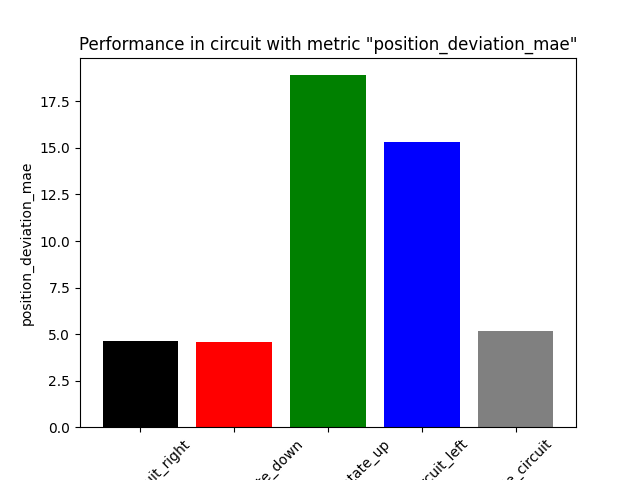 Performance in circuit with metric "position_deviation_mae"
position_deviation_mae
17.5
15.0
12.5
10.0
7.5
5.0
2.5
0.0
uit_right
te_down
tate_up
rcuit_left
e_circuit